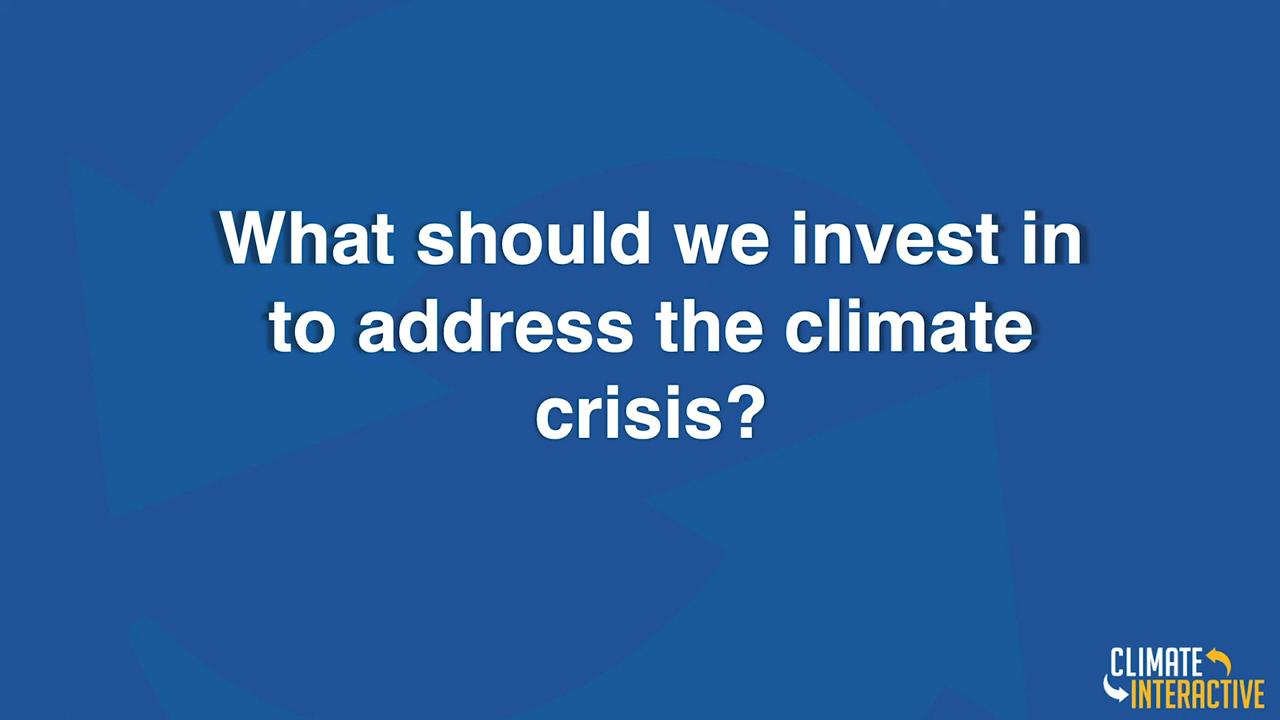 What should we invest in
to address the climate
crisis?
CLIMATE
INTERACTIVE